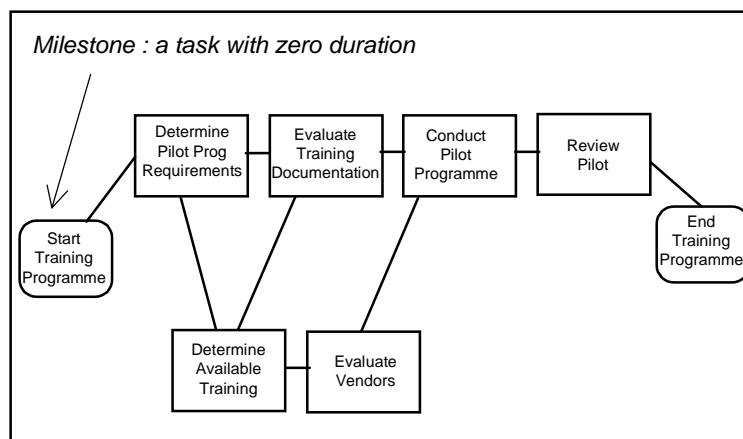 Milestone : a task with zero duration
Determine
Pilot Prog
Requirements
Evaluate
Training
Documentation
Conduct
Pilot
Programme
Review
Pilot
Start
Training
Programme
End
Training
Programme
Determine
Available
Training
Evaluate
Vendors